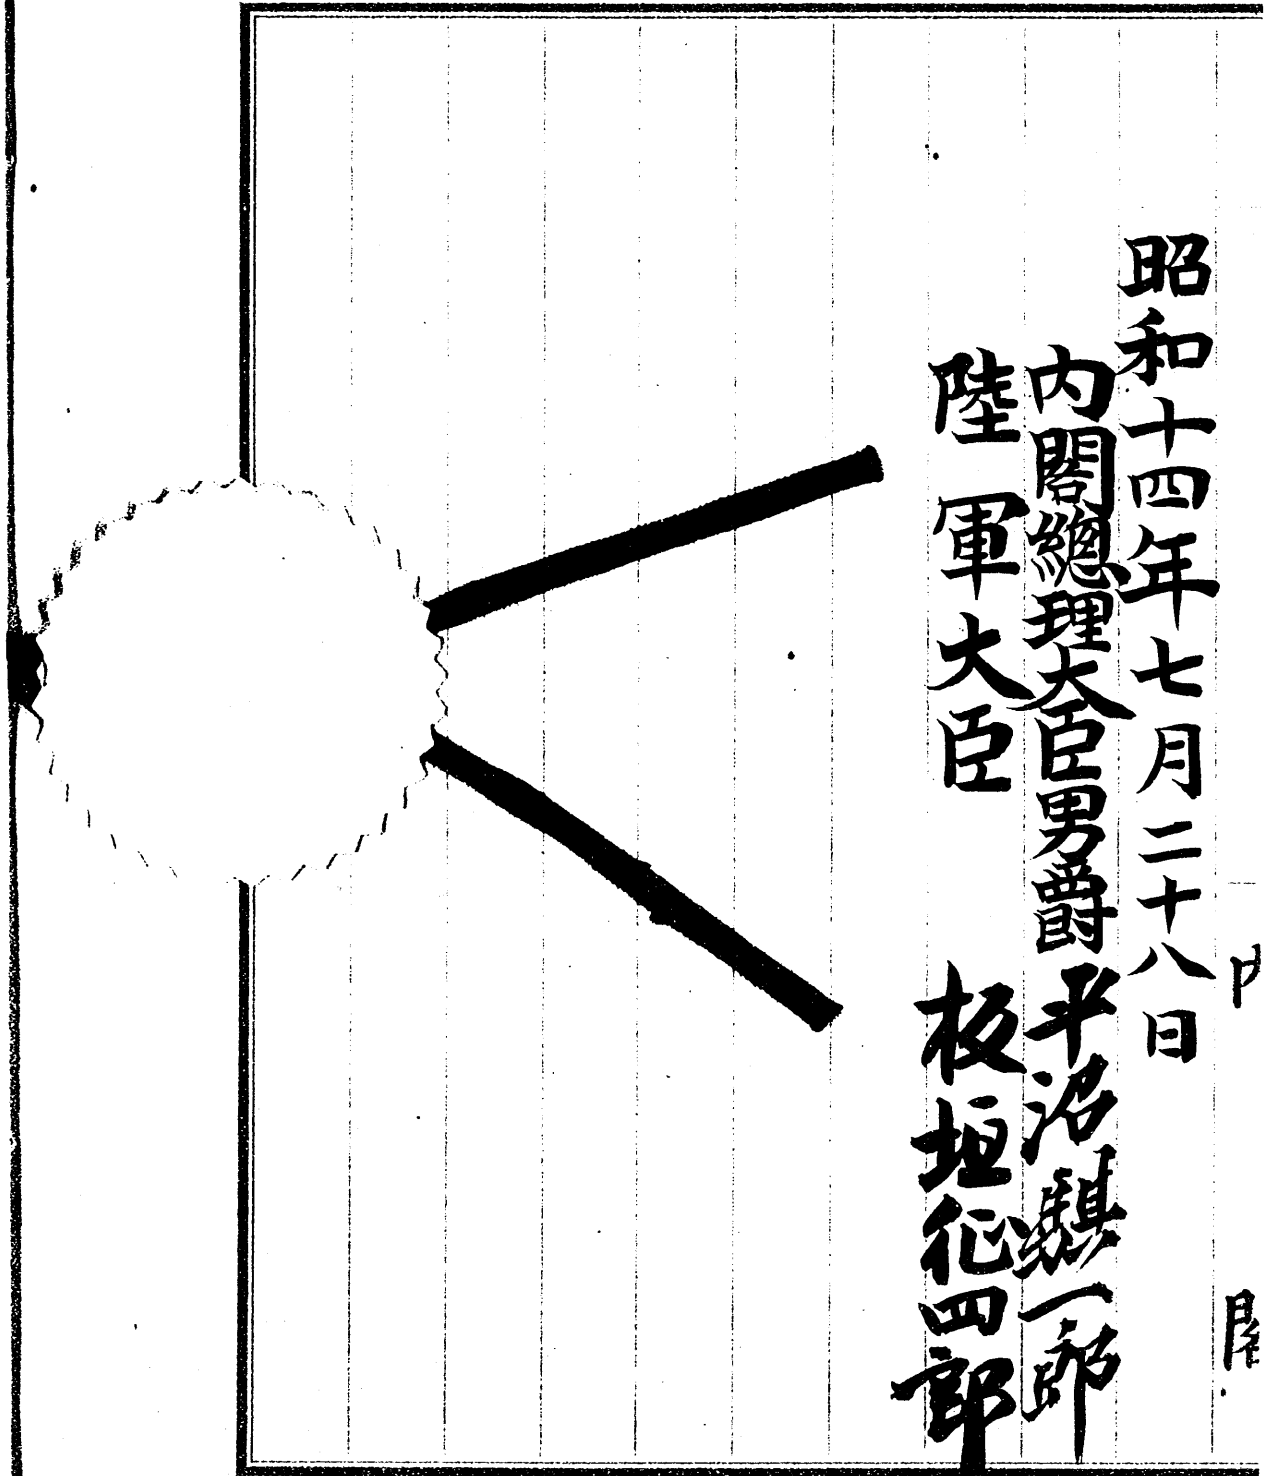 昭和十四年七月二十八日
内閣總理大臣男爵平沼騏一郎
陸軍大臣　板垣征四郎